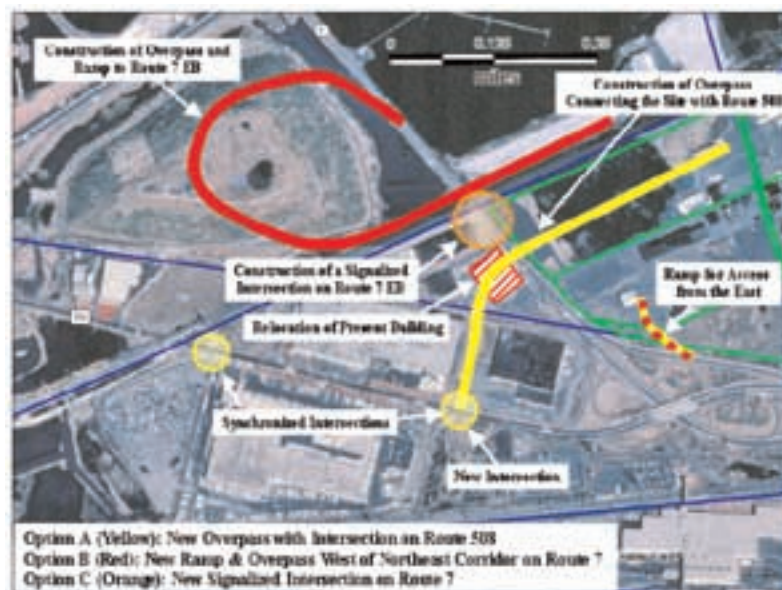 Construction of Overpass and
Ramp to Route 7 EB
0
0.30
Miles
Construction of Overpass
Connecting the Site with Route 508
Construction of a Signalized
Intersection on Route 7 EB
Ramp for Access
from the East
Relocation of Present Building
Synchronized Intersections
New Intersection
Option A (Yellow): New Overpass with Intersection on Route 508
Option B (Red): New Ramp & Overpass West of Northeast Corridor on Route 7
Option C (Orange): New Signalized Intersection on Route 7